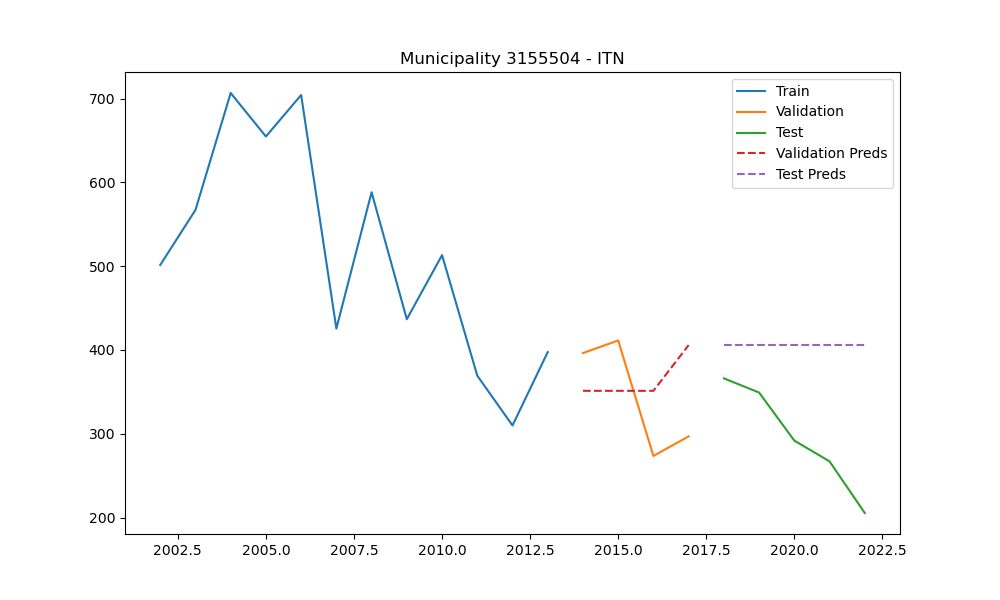 Municipality 3155504 - ITN
Train
Validation
Test
Validation Preds
Test Preds
700
600
500
400
300
200
2002.5 2005.0 2007.5 2010.0 2012.5 2015.0 2017.5 2020.0 2022.5